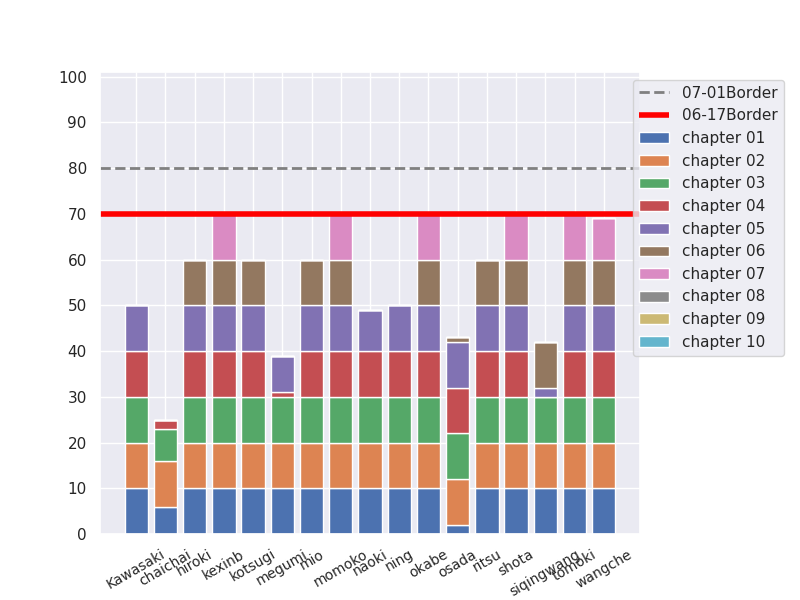 100
90
80
70
60
50
40
30
20
10
0
07-01Border
06-17Border
chapter 01
chapter 02
chapter 03
chapter 04
chapter 05
chapter 06
chapter 07
chapter 08
chapter 09
chapter 10
Kawasaki
chaichai
hiroki
kexinb
kotsugi
megumi
mio
momoko
naoki
ning
okabe
osada
ritsu
shota
siqingwang
tomoki
wangche